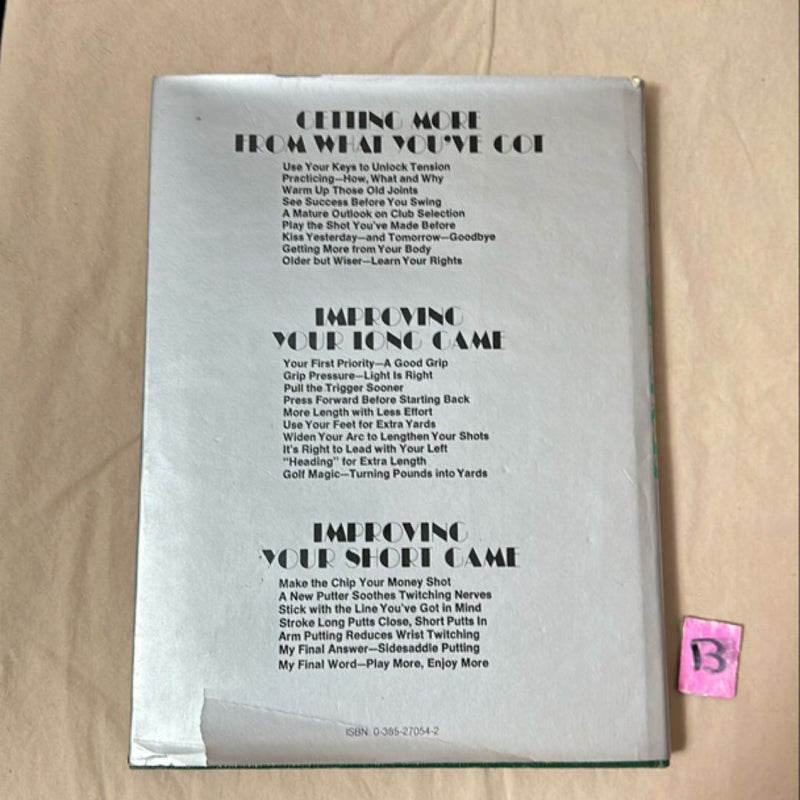 GETTING MORE
FROM WHAT YOU'VE GOT
Use Your Keys to Unlock Tension
Practicing—How, What and Why
Warm Up Those Old Joints
See Success Before You Swing
A Mature Outlook on Club Selection
Play the Shot You've Made Before
Kiss Yesterday—and Tomorrow—Goodbye
Getting More from Your Body
Older but Wiser—Learn Your Rights
IMPROVING
YOUR LONG GAME
Your First Priority—A Good Grip
Grip Pressure—Light Is Right
Pull the Trigger Sooner
Press Forward Before Starting Back
More Length with Less Effort
Use Your Feet for Extra Yards
Widen Your Arc to Lengthen Your Shots
It's Right to Lead with Your Left
"Heading" for Extra Length
Golf Magic—Turning Pounds into Yards
IMPROVING
YOUR SHORT GAME
Make the Chip Your Money Shot
A New Putter Soothes Twitching Nerves
Stick with the Line You've Got in Mind
Stroke Long Putts Close, Short Putts In
Arm Putting Reduces Wrist Twitching
My Final Answer—Sidesaddle Putting
My Final Word—Play More, Enjoy More
ISBN: 0-385-27054-2
B